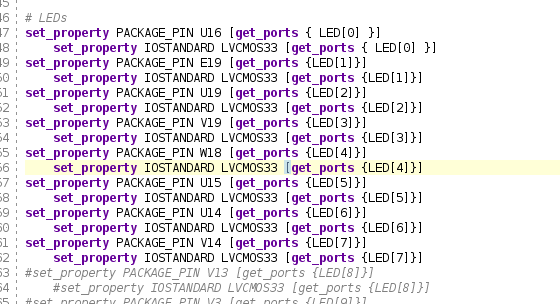 45
46 # LEDs
47 set_property PACKAGE_PIN U16 [get_ports { LED[0] }]
48 set_property IOSTANDARD LVCMOS33 [get_ports { LED[0] }]
49 set_property PACKAGE_PIN E19 [get_ports {LED[1]}]
50 set_property IOSTANDARD LVCMOS33 [get_ports {LED[1]}]
51 set_property PACKAGE_PIN U19 [get_ports {LED[2]}]
52 set_property IOSTANDARD LVCMOS33 [get_ports {LED[2]}]
53 set_property PACKAGE_PIN V19 [get_ports {LED[3]}]
54 set_property IOSTANDARD LVCMOS33 [get_ports {LED[3]}]
55 set_property PACKAGE_PIN W18 [get_ports {LED[4]}]
56 set_property IOSTANDARD LVCMOS33 [get_ports {LED[4]}]
57 set_property PACKAGE_PIN U15 [get_ports {LED[5]}]
58 set_property IOSTANDARD LVCMOS33 [get_ports {LED[5]}]
59 set_property PACKAGE_PIN U14 [get_ports {LED[6]}]
60 set_property IOSTANDARD LVCMOS33 [get_ports {LED[6]}]
61 set_property PACKAGE_PIN V14 [get_ports {LED[7]}]
62 set_property IOSTANDARD LVCMOS33 [get_ports {LED[7]}]
63 #set_property PACKAGE_PIN V13 [get_ports {LED[8]}]
64 #set_property IOSTANDARD LVCMOS33 [get_ports {LED[8]}]
65 #set_property PACKAGE_PIN V3 [get_ports {LED[9]}]